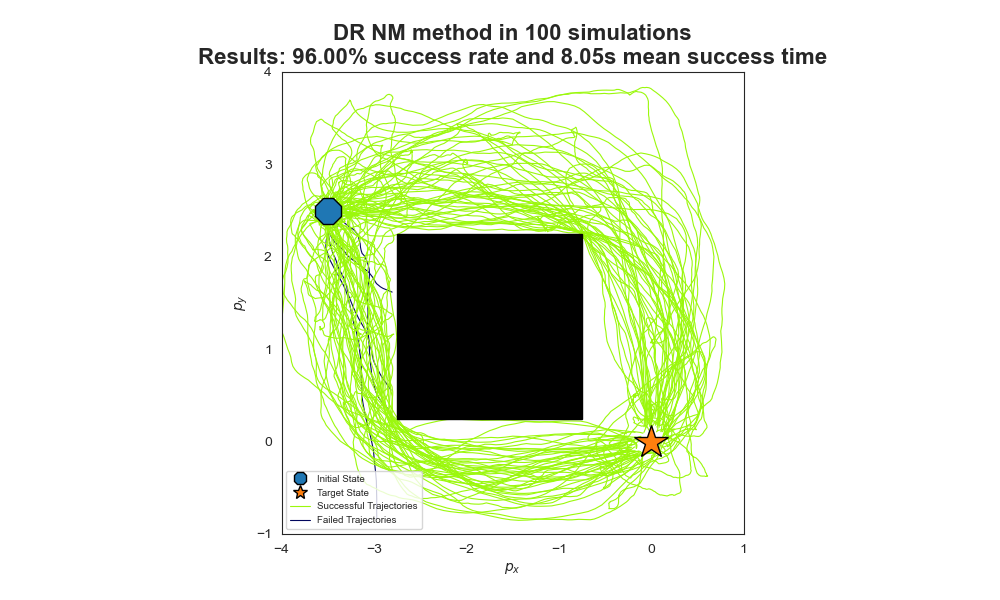 DR NM method in 100 simulations
Results: 96.00% success rate and 8.05s mean success time
4
3
2
1
0
−1
p_y
Initial State
Target State
Successful Trajectories
Failed Trajectories
−4 −3 −2 −1 0 1
p_x